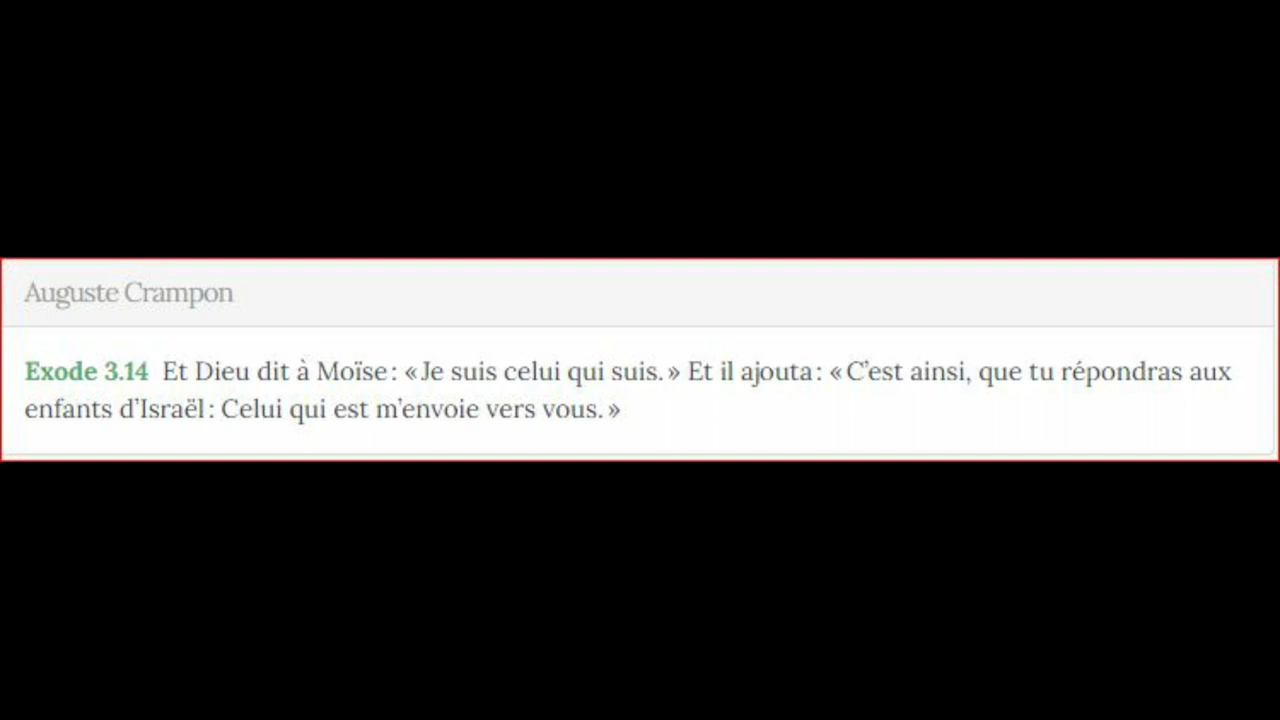 Auguste Crampon
Exode 3.14 Et Dieu dit à Moïse : « Je suis celui qui suis. » Et il ajouta : « C’est ainsi, que tu répondras aux
enfants d’Israël : Celui qui est m’envoie vers vous. »